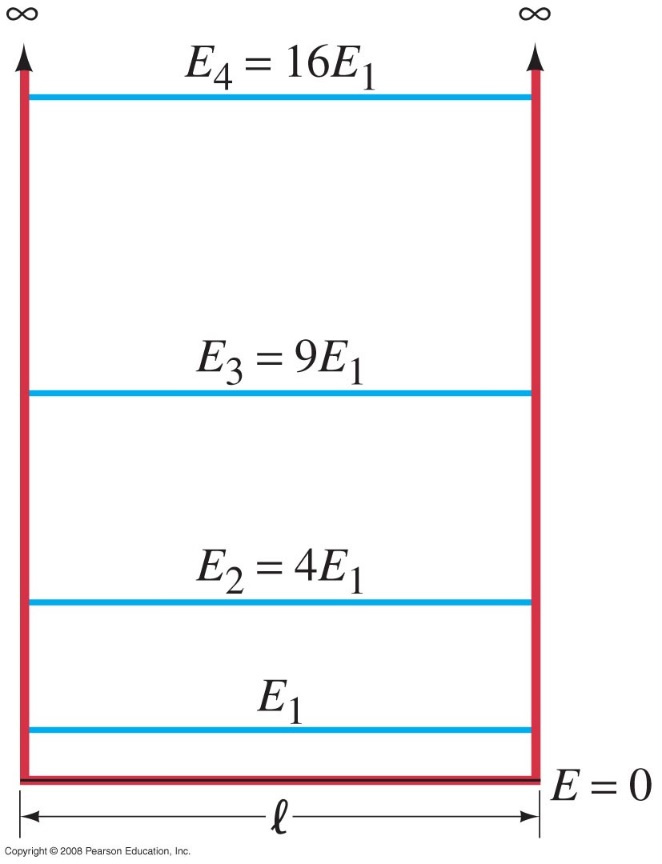 ∞ ∞
E₄ = 16E₁
E₃ = 9E₁
E₂ = 4E₁
E₁
E = 0
ℓ
Copyright © 2008 Pearson Education, Inc.